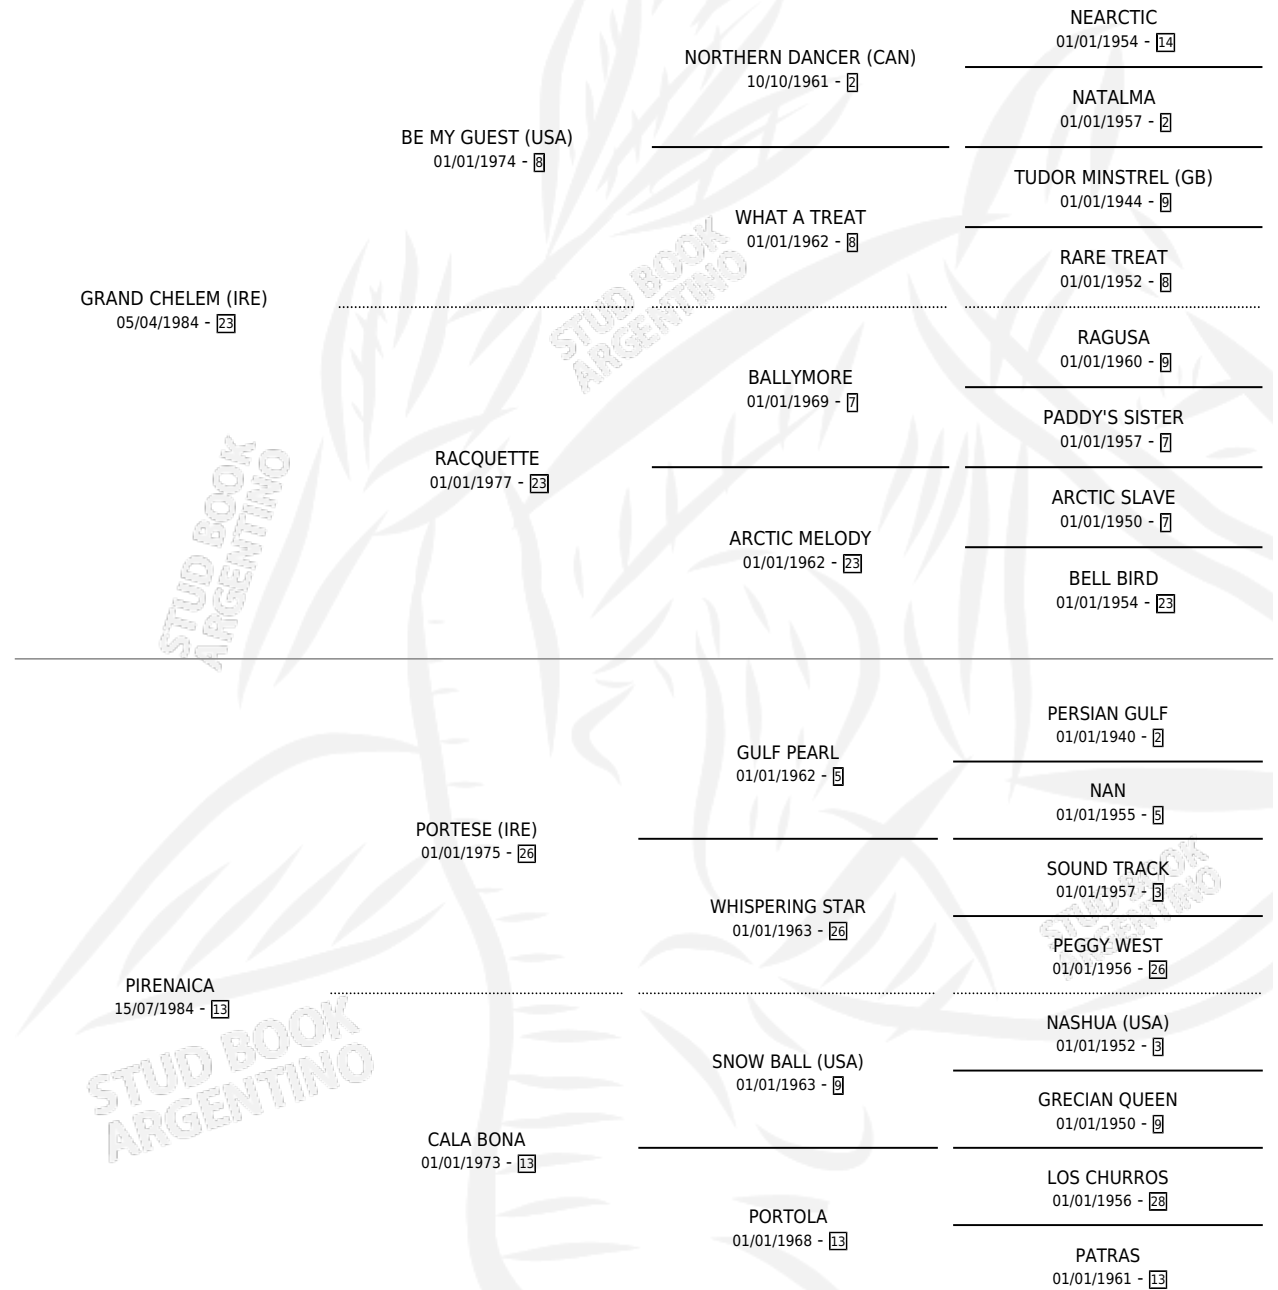 NEARCTIC
01/01/1954 - 14
NORTHERN DANCER (CAN)
10/10/1961 - 2
NATALMA
01/01/1957 - 2
BE MY GUEST (USA)
01/01/1974 - 8
TUDOR MINSTREL (GB)
01/01/1944 - 9
WHAT A TREAT
01/01/1962 - 8
RARE TREAT
01/01/1952 - 8
GRAND CHELEM (IRE)
05/04/1984 - 23
STUD BOOK
ARGENTINO
RAGUSA
01/01/1960 - 9
BALLYMORE
01/01/1969 - 7
PADDY'S SISTER
01/01/1957 - 7
RACQUETTE
01/01/1977 - 23
ARCTIC SLAVE
01/01/1950 - 7
ARCTIC MELODY
01/01/1962 - 23
BELL BIRD
01/01/1954 - 23
STUD BOOK
ARGENTINO
PERSIAN GULF
01/01/1940 - 2
GULF PEARL
01/01/1962 - 5
NAN
01/01/1955 - 5
PORTESE (IRE)
01/01/1975 - 26
SOUND TRACK
01/01/1957 - 3
WHISPERING STAR
01/01/1963 - 26
STUD BOOK
ARGENTINO
PEGGY WEST
01/01/1956 - 26
PIRENAICA
15/07/1984 - 13
NASHUA (USA)
01/01/1952 - 3
SNOW BALL (USA)
01/01/1963 - 9
STUD BOOK
ARGENTINO
GRECIAN QUEEN
01/01/1950 - 9
CALA BONA
01/01/1973 - 13
LOS CHURROS
01/01/1956 - 28
PORTOLA
01/01/1968 - 13
PATRAS
01/01/1961 - 13